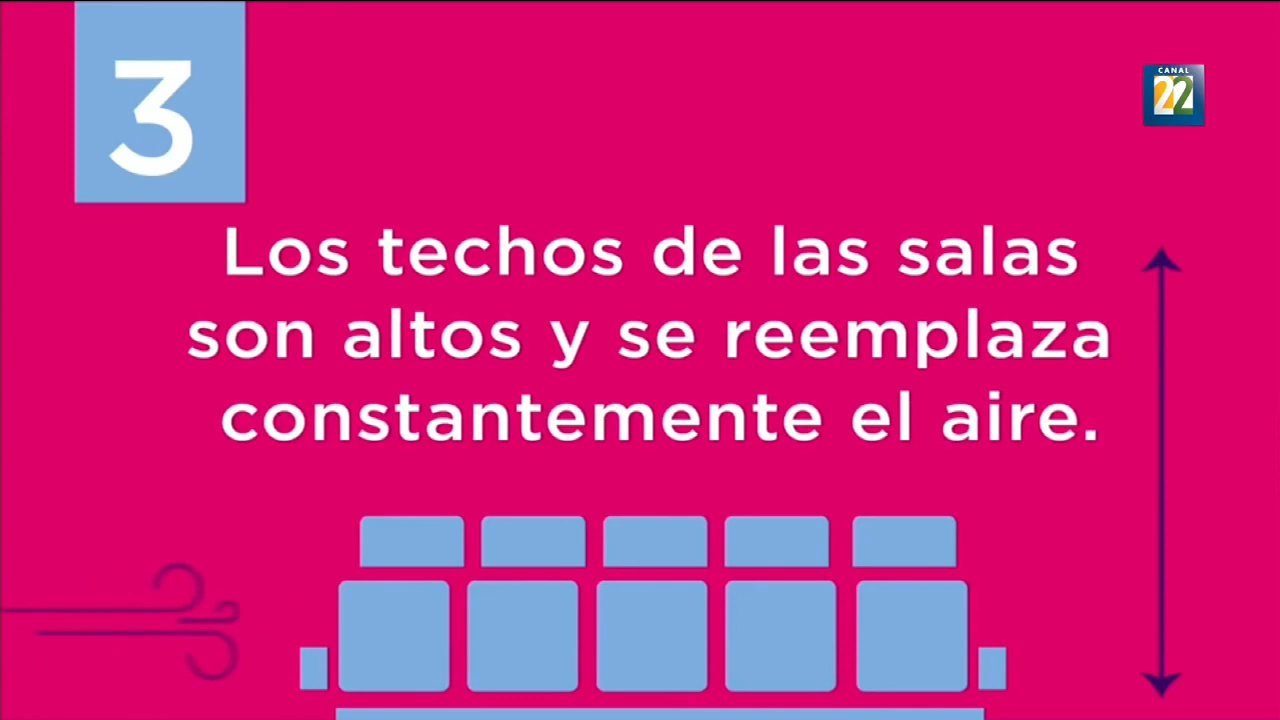 3
CANAL
22
Los techos de las salas
son altos y se reemplaza
constantemente el aire.